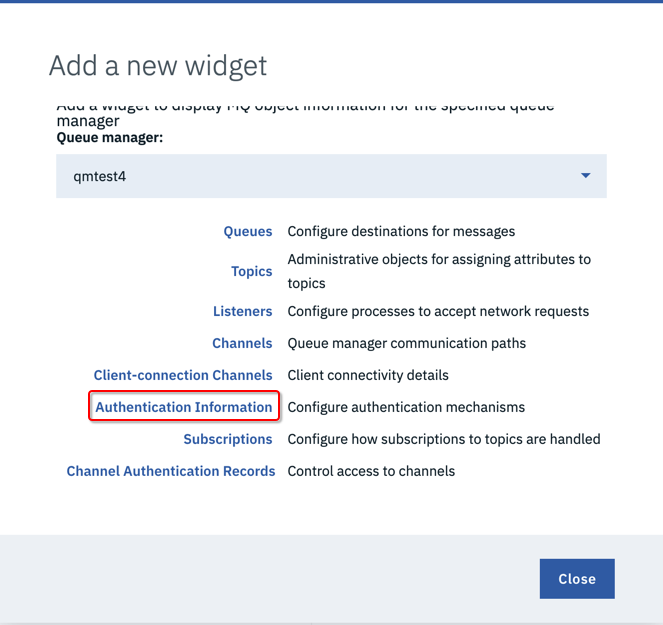 Add a new widget
Add a widget to display MQ object information for the specified queue
manager
Queue manager:
qmtest4
Queues Configure destinations for messages
Topics Administrative objects for assigning attributes to
topics
Listeners Configure processes to accept network requests
Channels Queue manager communication paths
Client-connection Channels Client connectivity details
Authentication Information Configure authentication mechanisms
Subscriptions Configure how subscriptions to topics are handled
Channel Authentication Records Control access to channels
Close